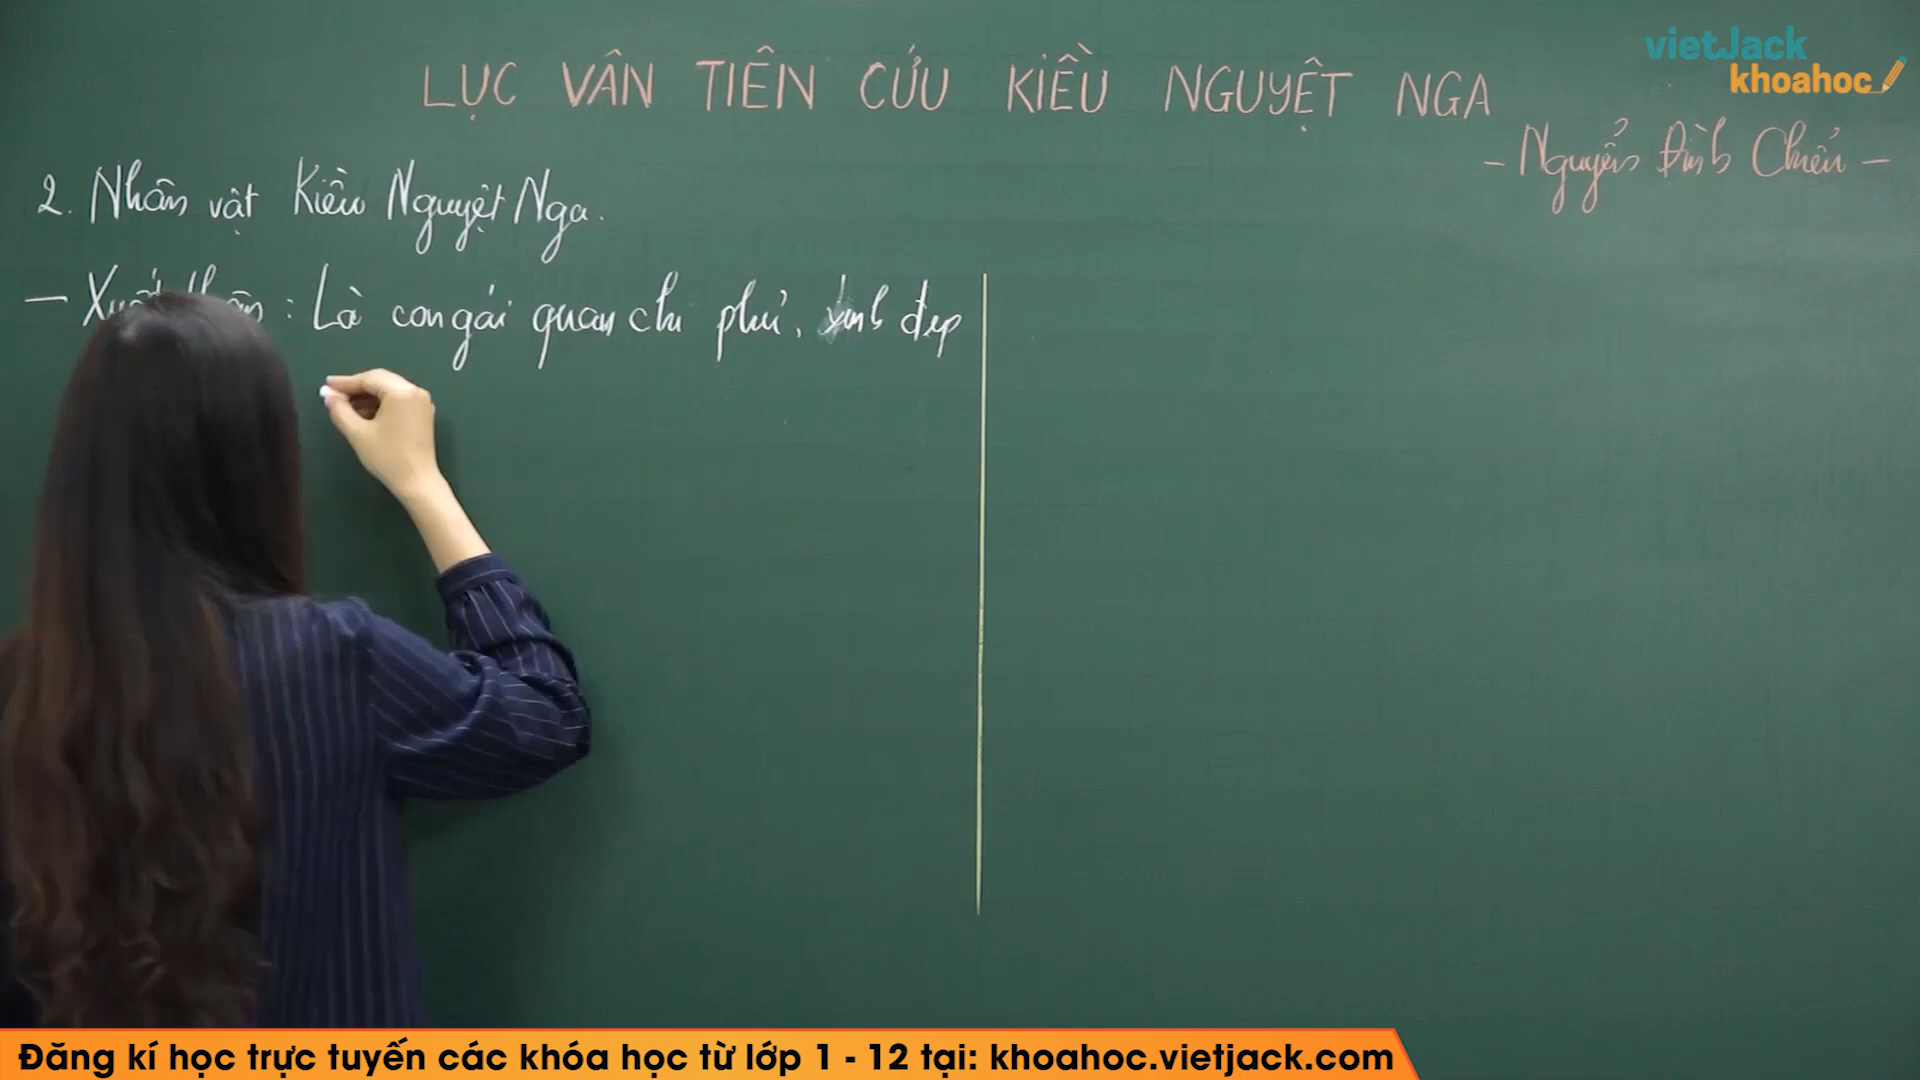 vietJack
khoahoc
LỤC VÂN TIÊN CỨU KIỀU NGUYỆT NGA
- Nguyễn Đình Chiểu -
2. Nhân vật Kiều Nguyệt Nga.
- : Là con gái quan chi phủ, xinh đẹp
Đăng kí học trực tuyến các khóa học từ lớp 1 - 12 tại: khoahoc.vietjack.com